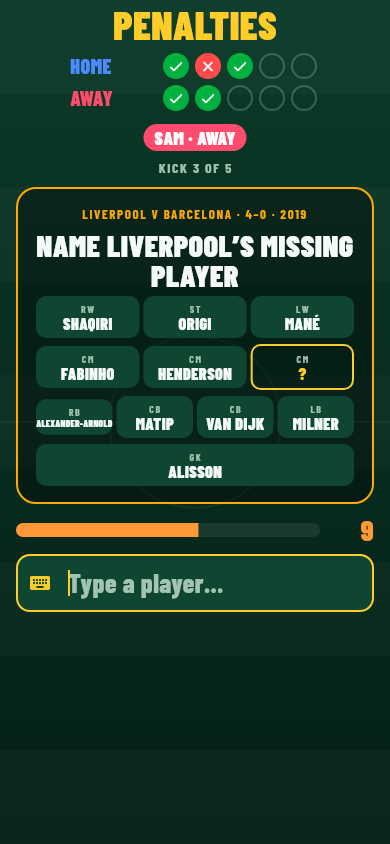 PENALTIES
HOME
AWAY
SAM · AWAY
KICK 3 OF 5
LIVERPOOL V BARCELONA · 4-0 · 2019
NAME LIVERPOOL'S MISSING
PLAYER
RW ST LW
SHAQIRI ORIGI MANÉ
CM CM CM
FABINHO HENDERSON ?
RB CB CB LB
ALEXANDER-ARNOLD MATIP VAN DIJK MILNER
GK
ALISSON
9
Type a player...